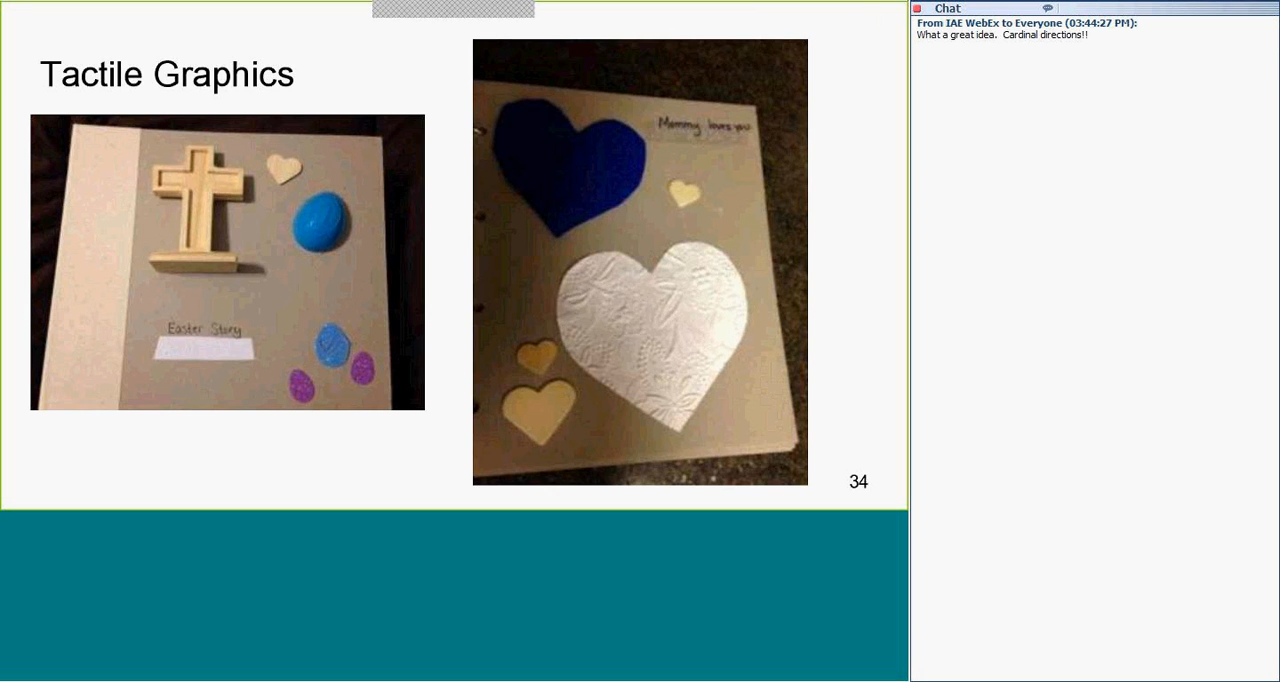 Tactile Graphics
Easter Story
Mommy loves you
34
Chat
From IAE WebEx to Everyone (03:44:27 PM):
What a great idea.  Cardinal directions!!